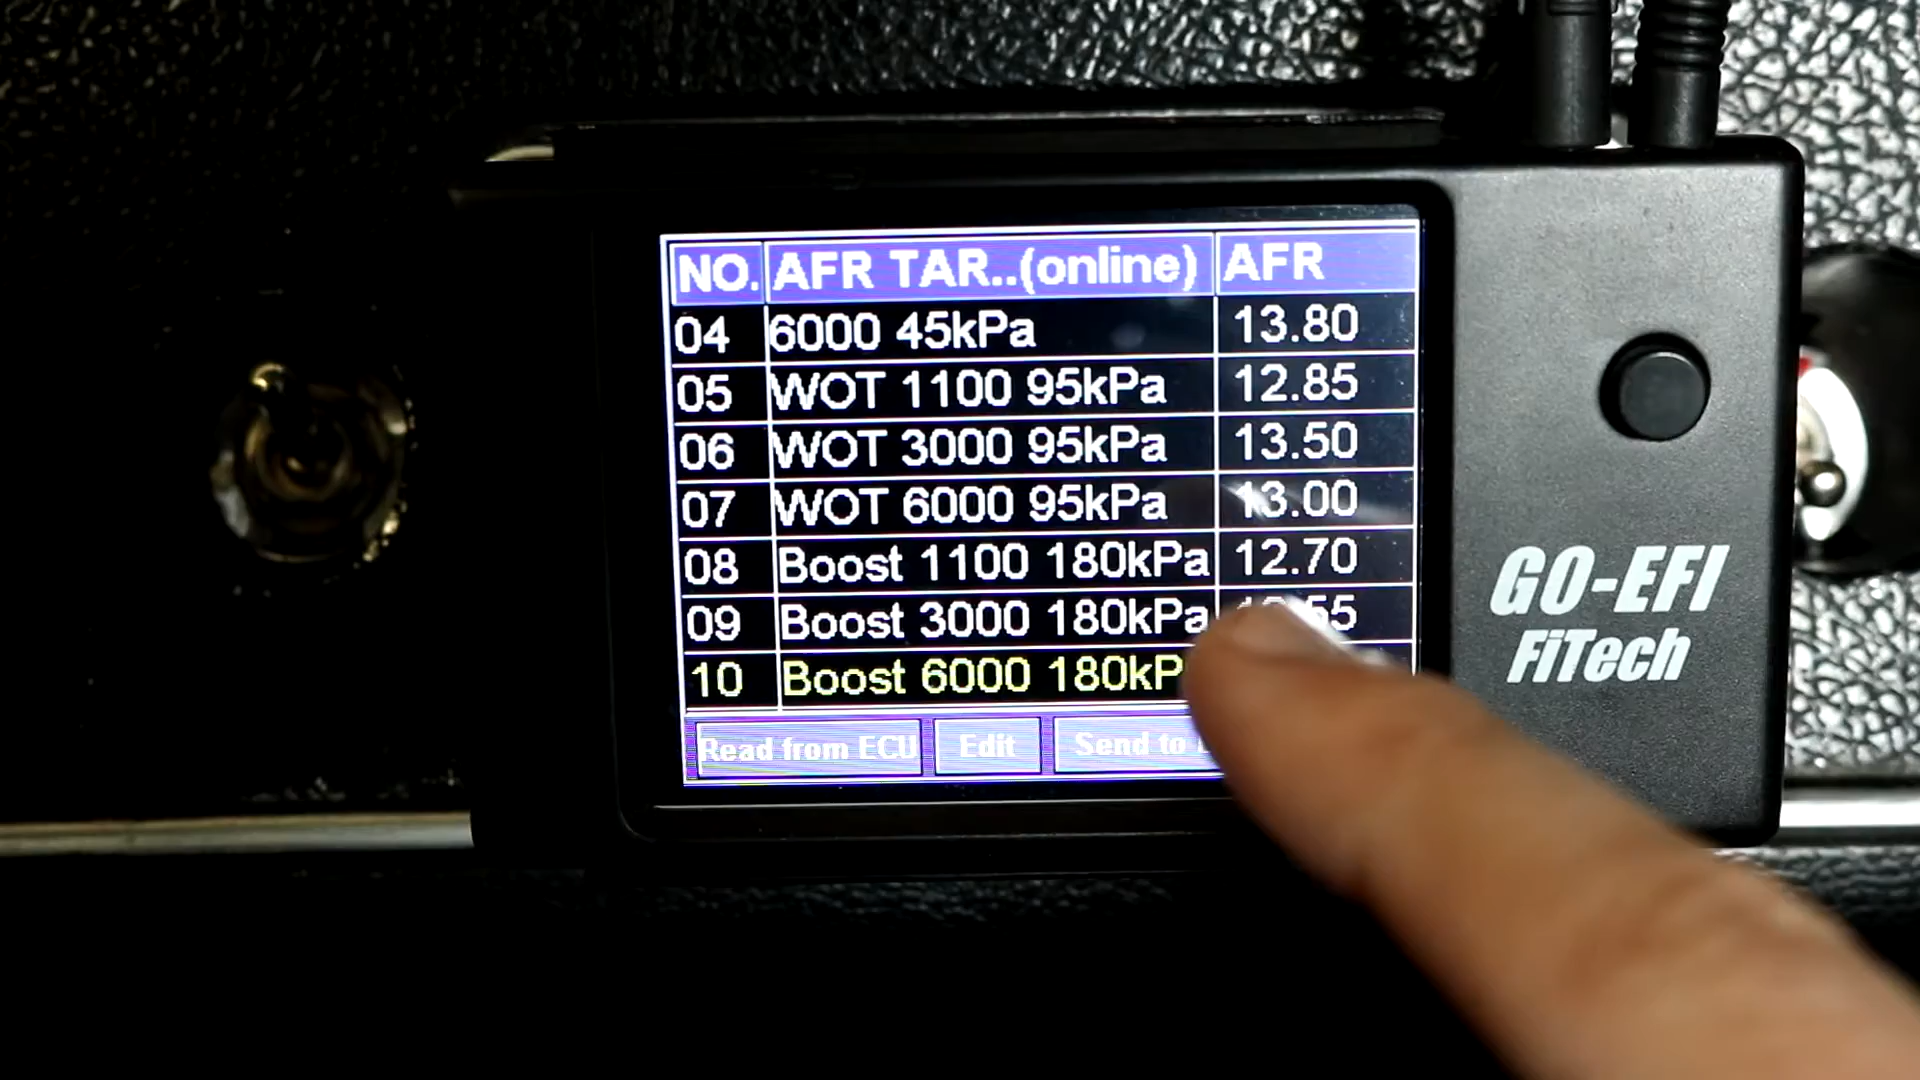 NO. AFR TAR..(online) AFR
04 6000 45kPa 13.80
05 WOT 1100 95kPa 12.85
06 WOT 3000 95kPa 13.50
07 WOT 6000 95kPa 13.00
08 Boost 1100 180kPa 12.70
09 Boost 3000 180kPa
10 Boost 6000
Read from ECU Edit Send to
GO-EFI
FiTech